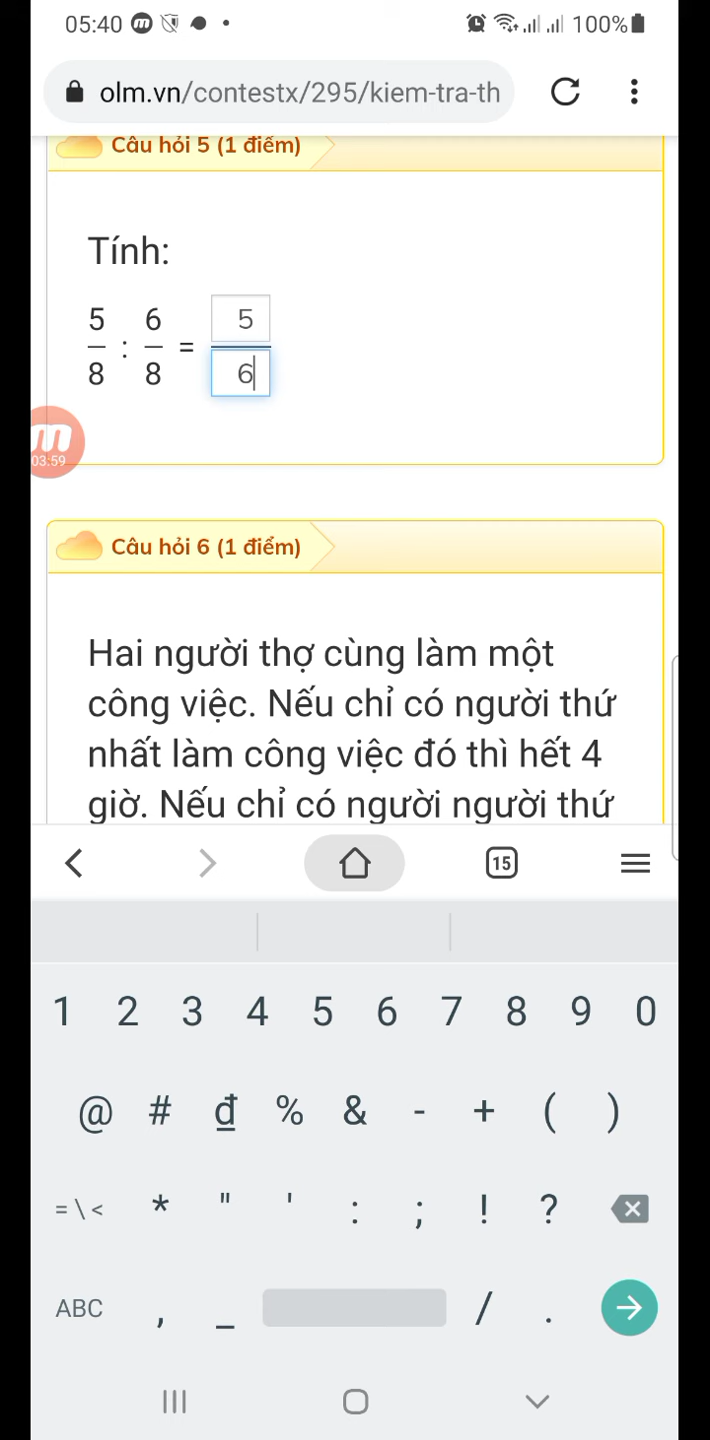 05:40 m 100%
olm.vn/contestx/295/kiem-tra-th
Câu hỏi 5 (1 điểm)
Tính:
5/8 : 6/8 = 5/6
m
03:59
Câu hỏi 6 (1 điểm)
Hai người thợ cùng làm một
công việc. Nếu chỉ có người thứ
nhất làm công việc đó thì hết 4
giờ. Nếu chỉ có người người thứ
15
1 2 3 4 5 6 7 8 9 0
@ # ₫ % & - + ( )
= \ < * " ' : ; ! ?
ABC , _ / .